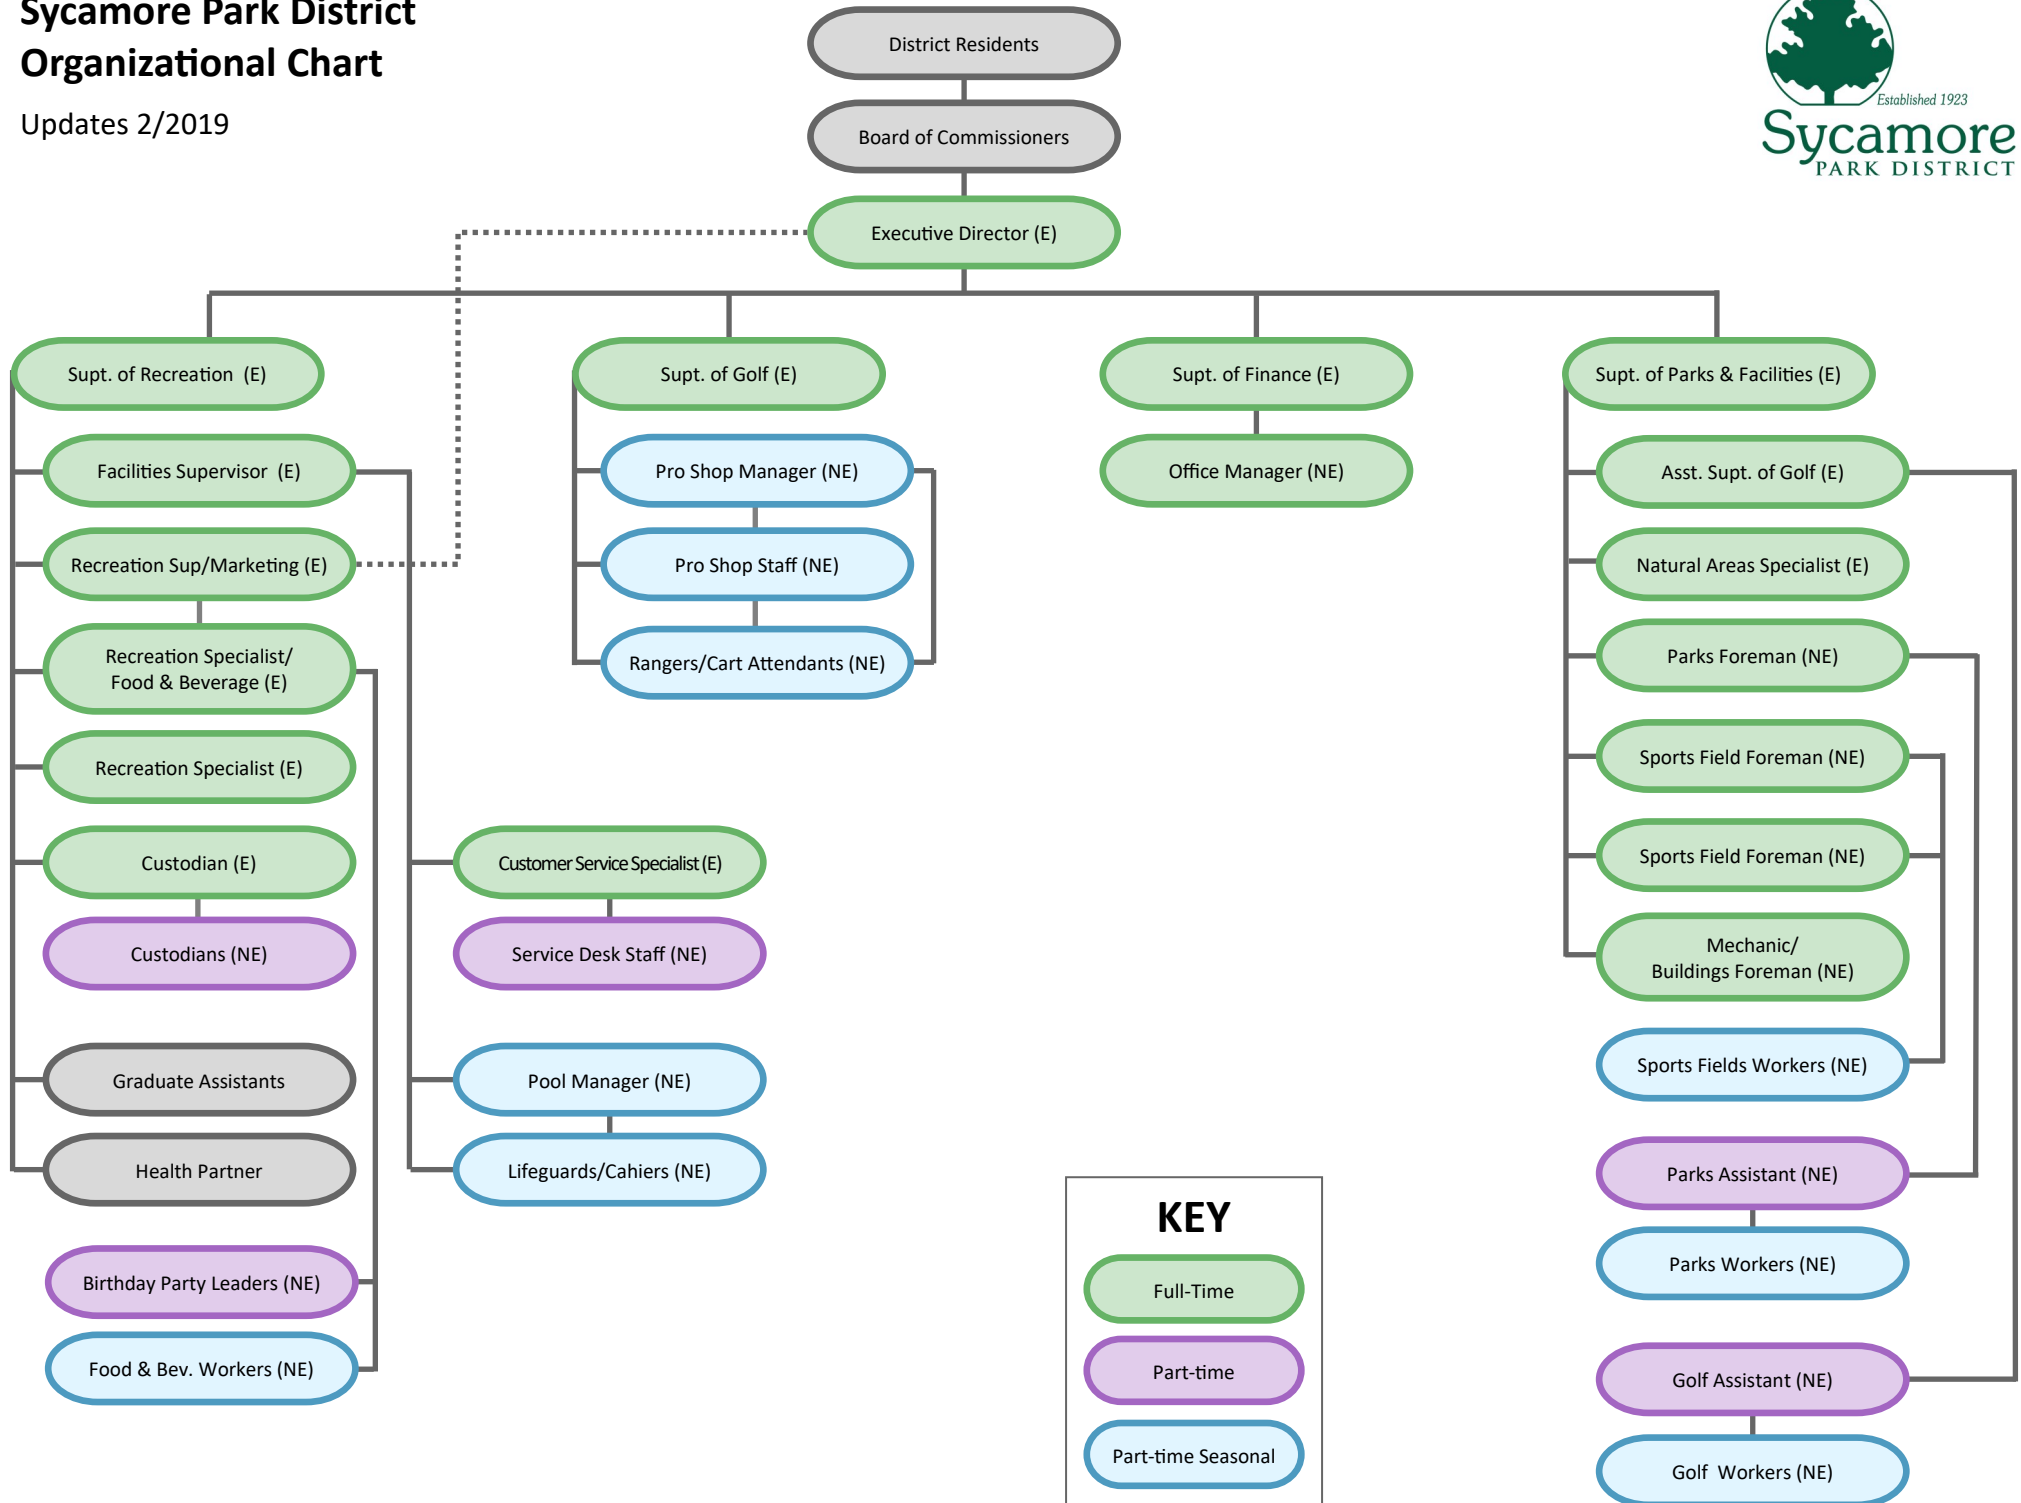 Sycamore Park District
Organizational Chart
Updates 2/2019
District Residents
Board of Commissioners
Executive Director (E)
Established 1923
Sycamore
PARK DISTRICT
Supt. of Recreation  (E)
Supt. of Golf (E)
Supt. of Finance (E)
Supt. of Parks & Facilities (E)
Facilities Supervisor  (E)
Recreation Sup/Marketing (E)
Recreation Specialist/
Food & Beverage (E)
Recreation Specialist (E)
Custodian (E)
Custodians (NE)
Graduate Assistants
Health Partner
Birthday Party Leaders (NE)
Food & Bev. Workers (NE)
Customer Service Specialist (E)
Service Desk Staff (NE)
Pool Manager (NE)
Lifeguards/Cahiers (NE)
Pro Shop Manager (NE)
Pro Shop Staff (NE)
Rangers/Cart Attendants (NE)
Office Manager (NE)
Asst. Supt. of Golf (E)
Natural Areas Specialist (E)
Parks Foreman (NE)
Sports Field Foreman (NE)
Sports Field Foreman (NE)
Mechanic/
Buildings Foreman (NE)
Sports Fields Workers (NE)
Parks Assistant (NE)
Parks Workers (NE)
Golf Assistant (NE)
Golf  Workers (NE)
KEY
Full-Time
Part-time
Part-time Seasonal